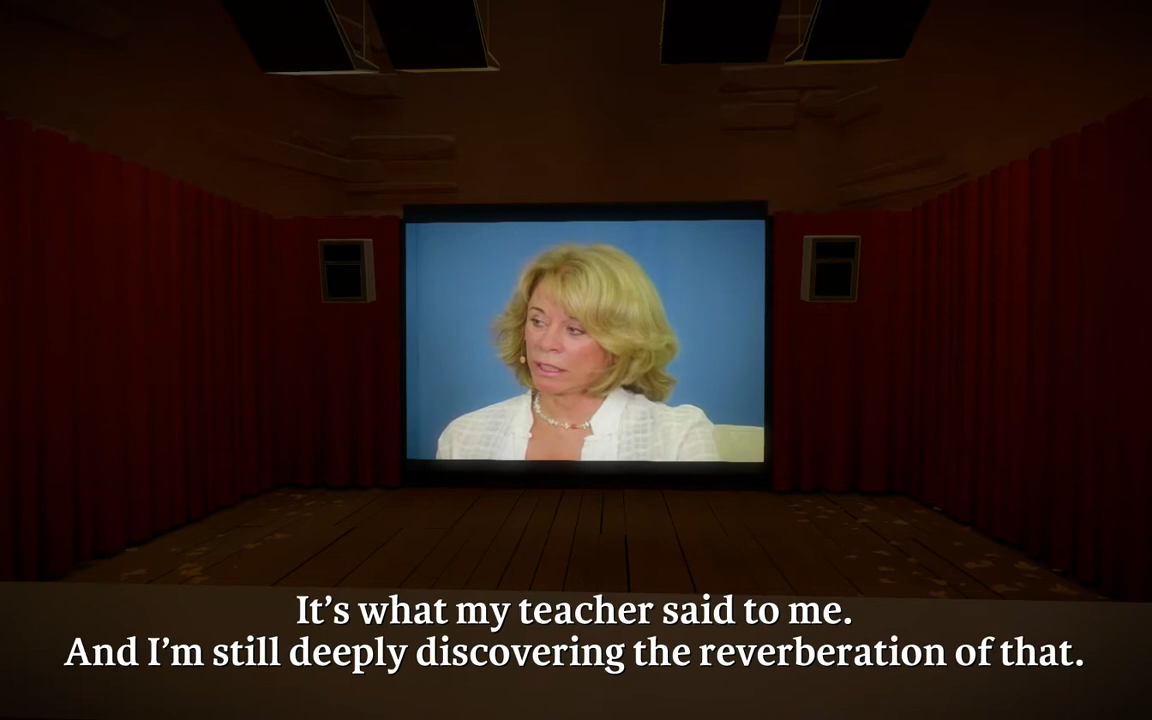 It’s what my teacher said to me.
And I’m still deeply discovering the reverberation of that.